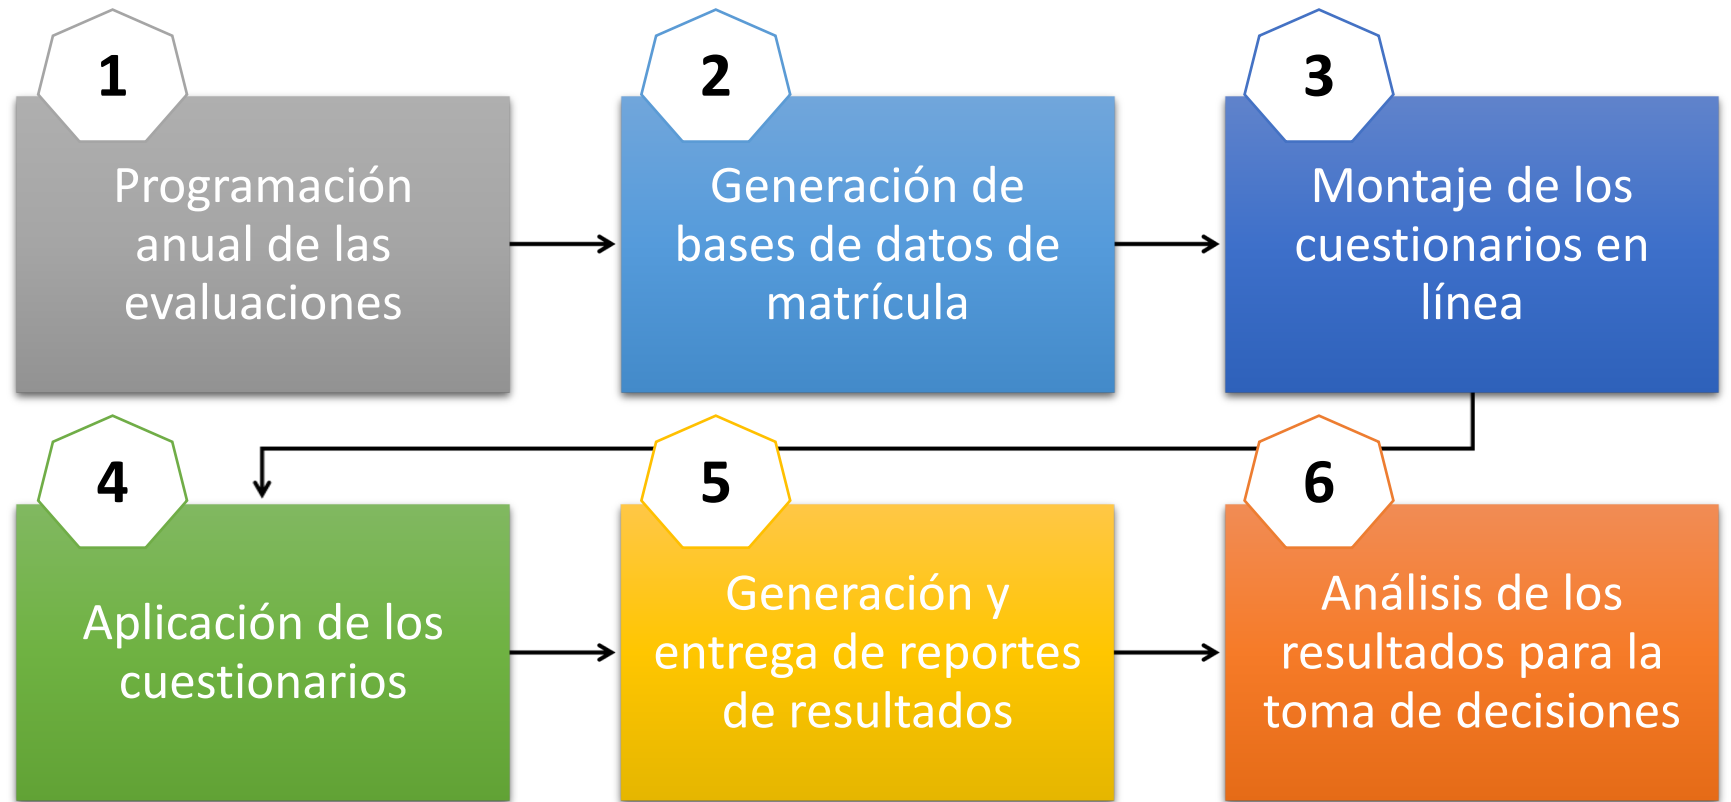 1
Programación
anual de las
evaluaciones
2
Generación de
bases de datos de
matrícula
3
Montaje de los
cuestionarios en
línea
4
Aplicación de los
cuestionarios
5
Generación y
entrega de reportes
de resultados
6
Análisis de los
resultados para la
toma de decisiones